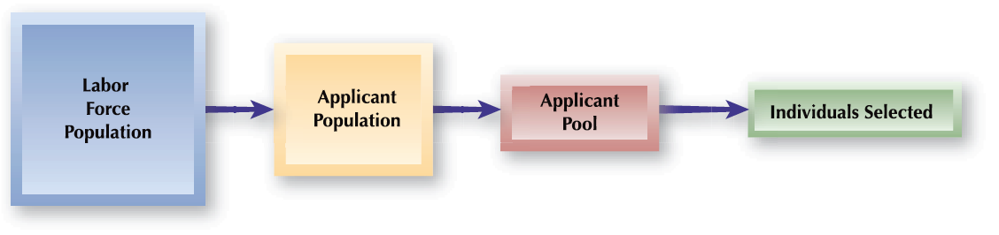 Labor
Force
Population
Applicant
Population
Applicant
Pool
Individuals Selected